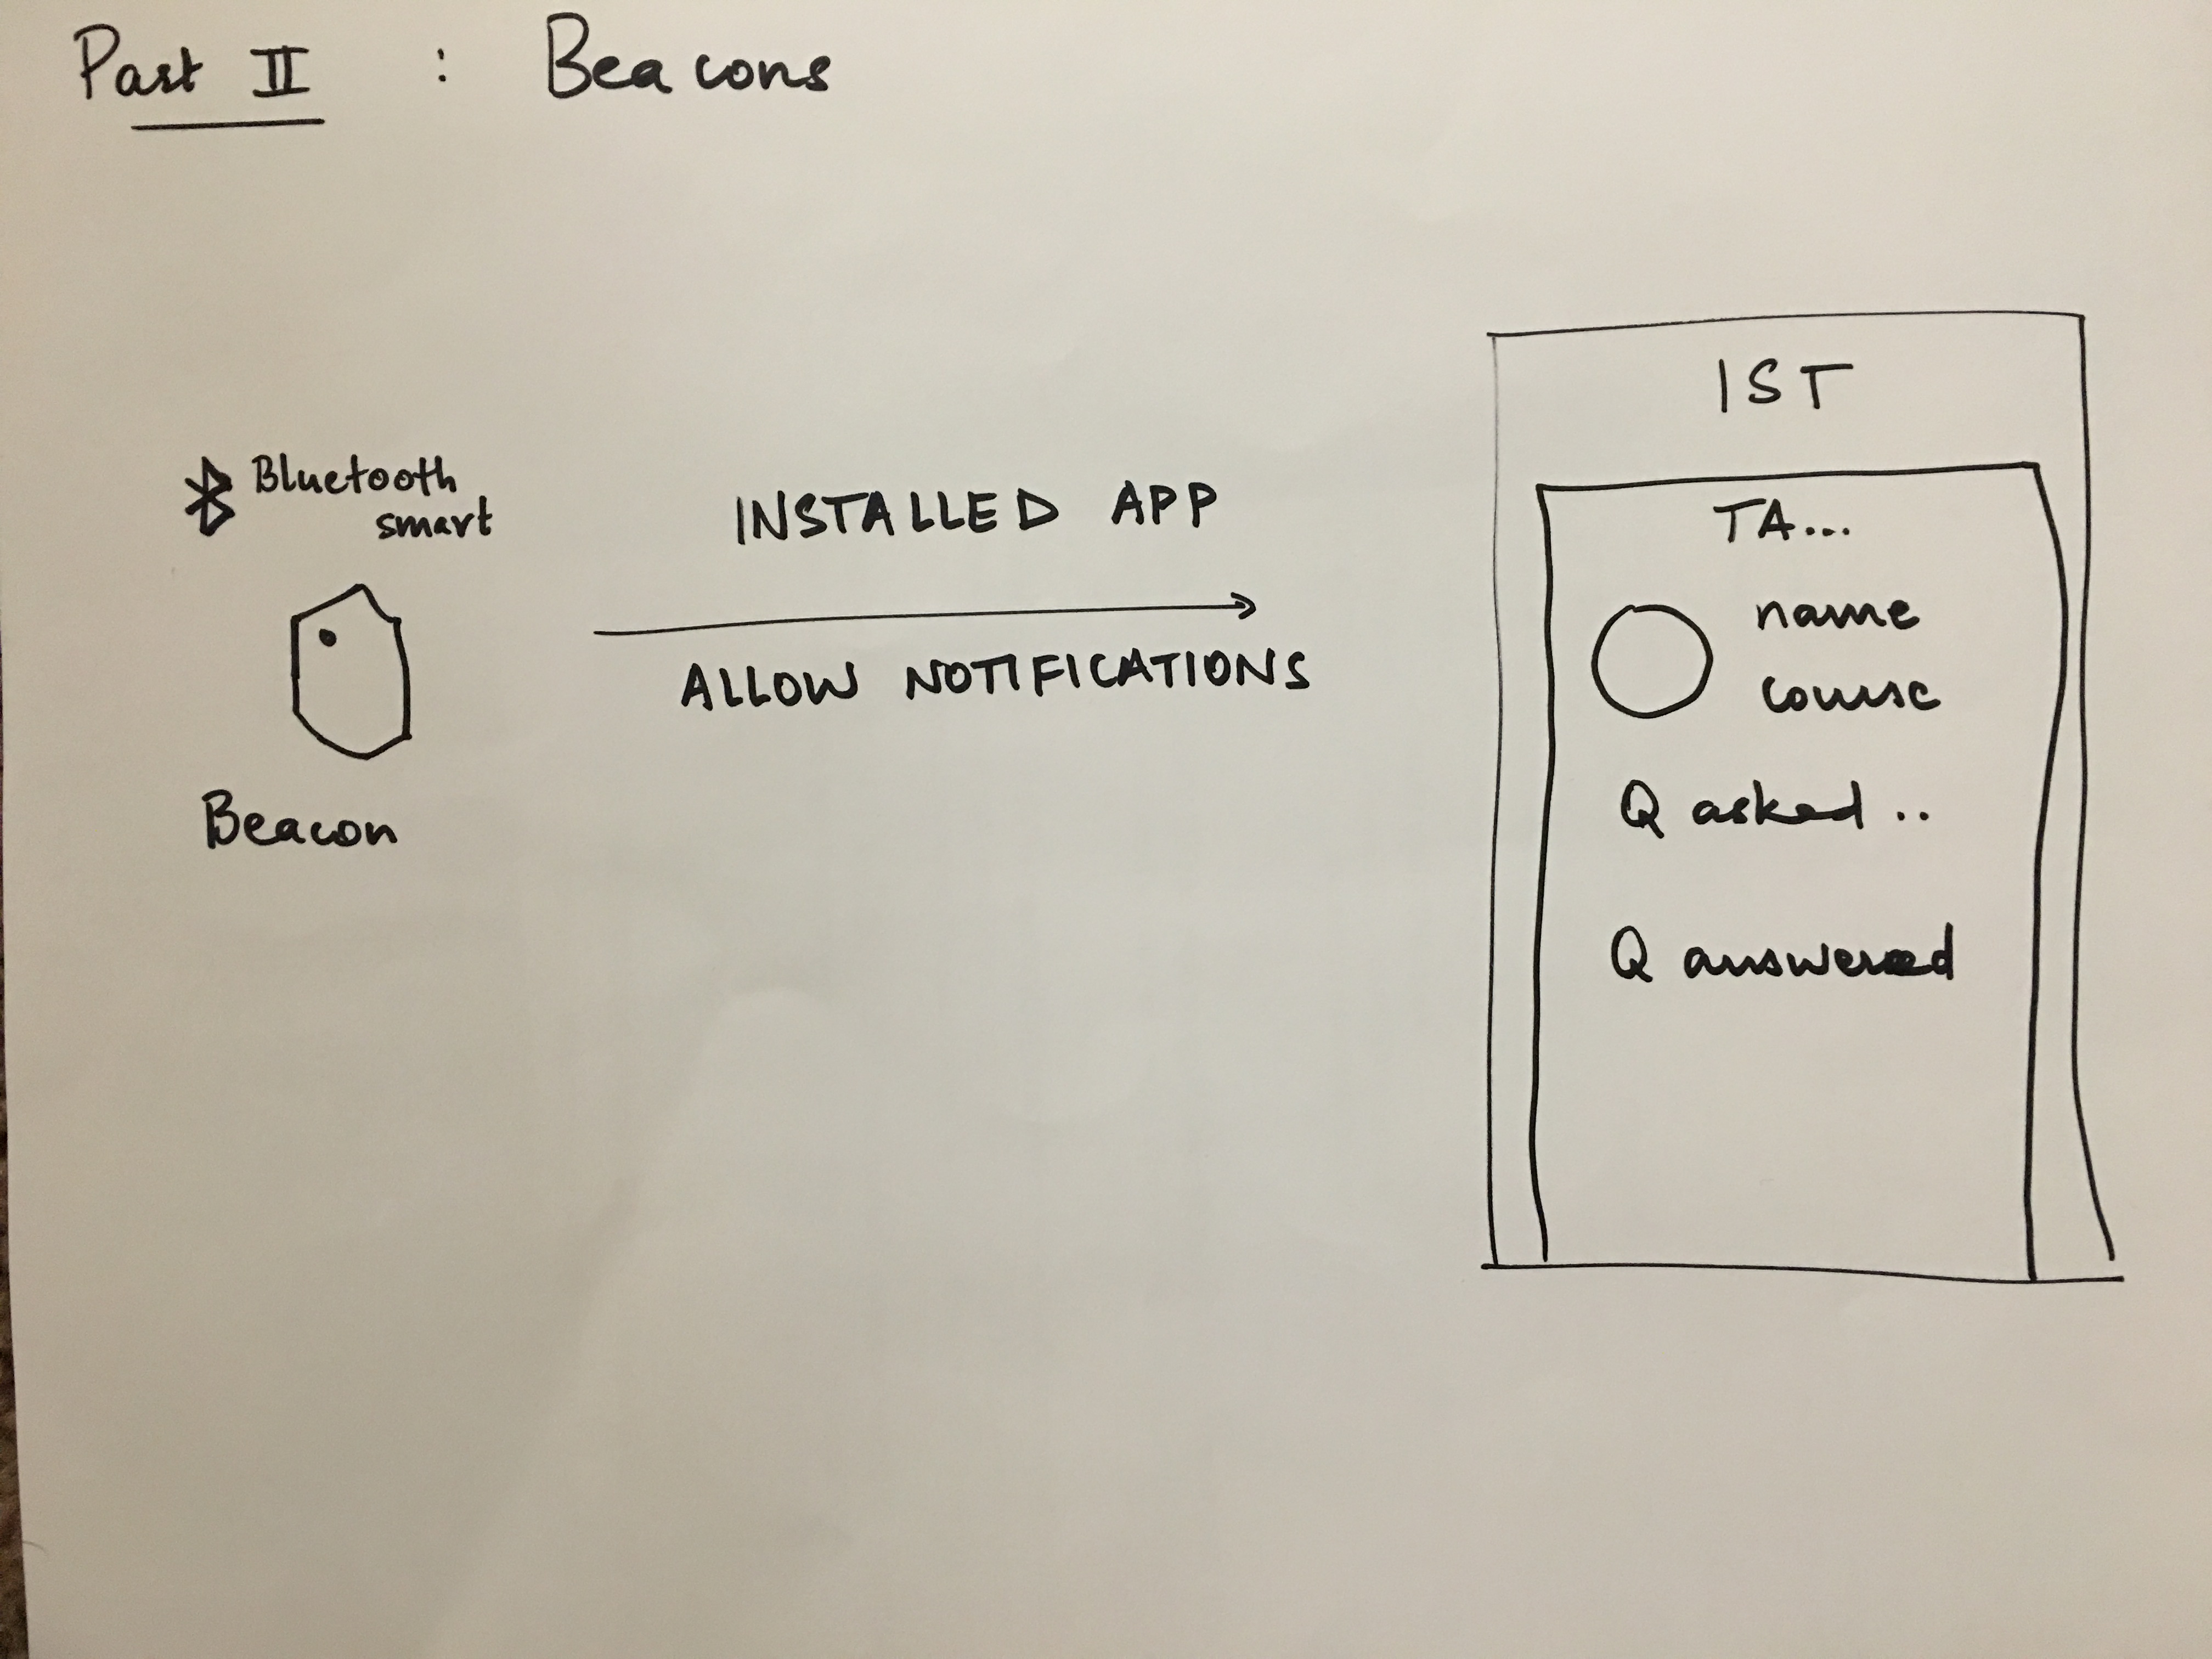 Part II : Beacons
Bluetooth
smart
Beacon
INSTALLED APP
ALLOW NOTIFICATIONS
IST
TA...
name
course
Q asked ..
Q answered